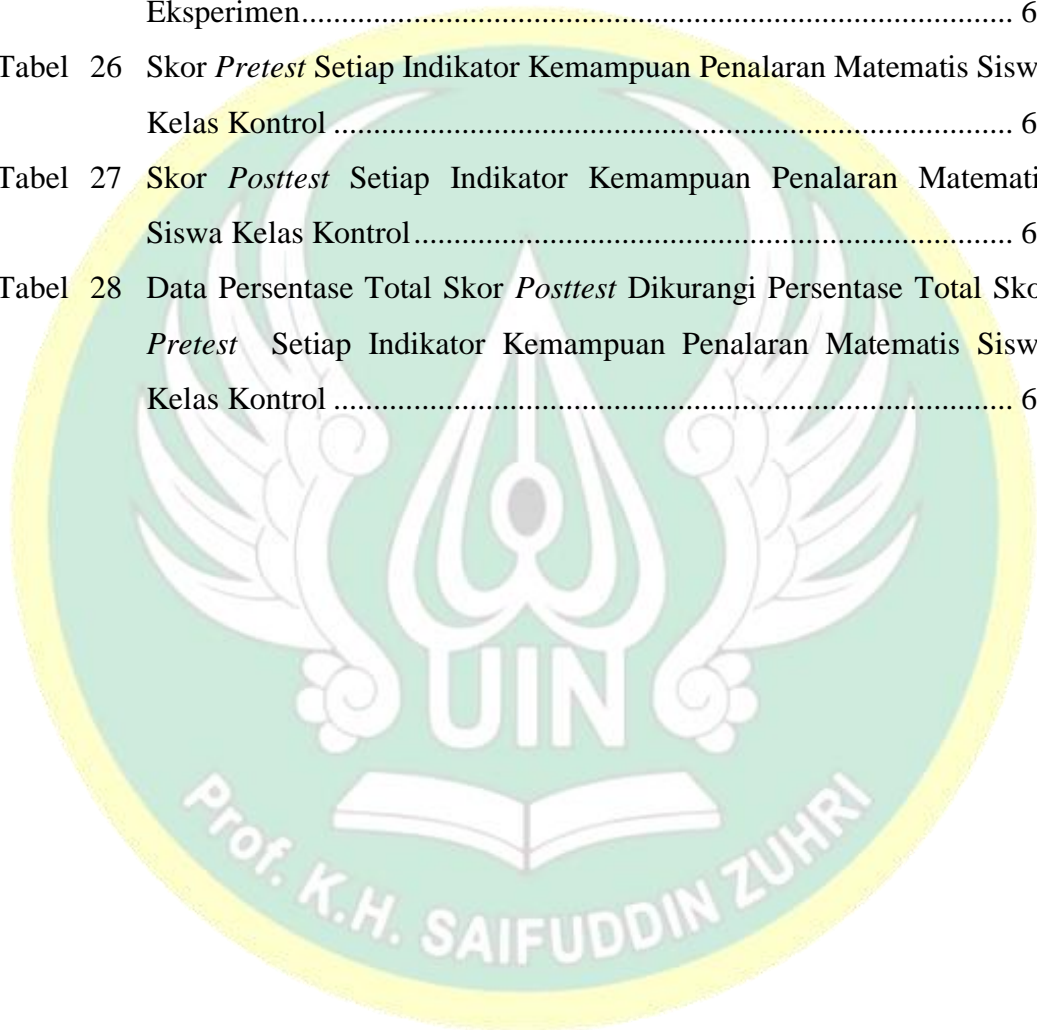 Eksperimen......................................................................................... 6
Tabel 26 Skor Pretest Setiap Indikator Kemampuan Penalaran Matematis Sisw
Kelas Kontrol ..................................................................................... 6
Tabel 27 Skor Posttest Setiap Indikator Kemampuan Penalaran Matemati
Siswa Kelas Kontrol........................................................................... 6
Tabel 28 Data Persentase Total Skor Posttest Dikurangi Persentase Total Sko
Pretest Setiap Indikator Kemampuan Penalaran Matematis Sisw
Kelas Kontrol ..................................................................................... 6
UIN
Prof. K.H. SAIFUDDIN ZUHRI